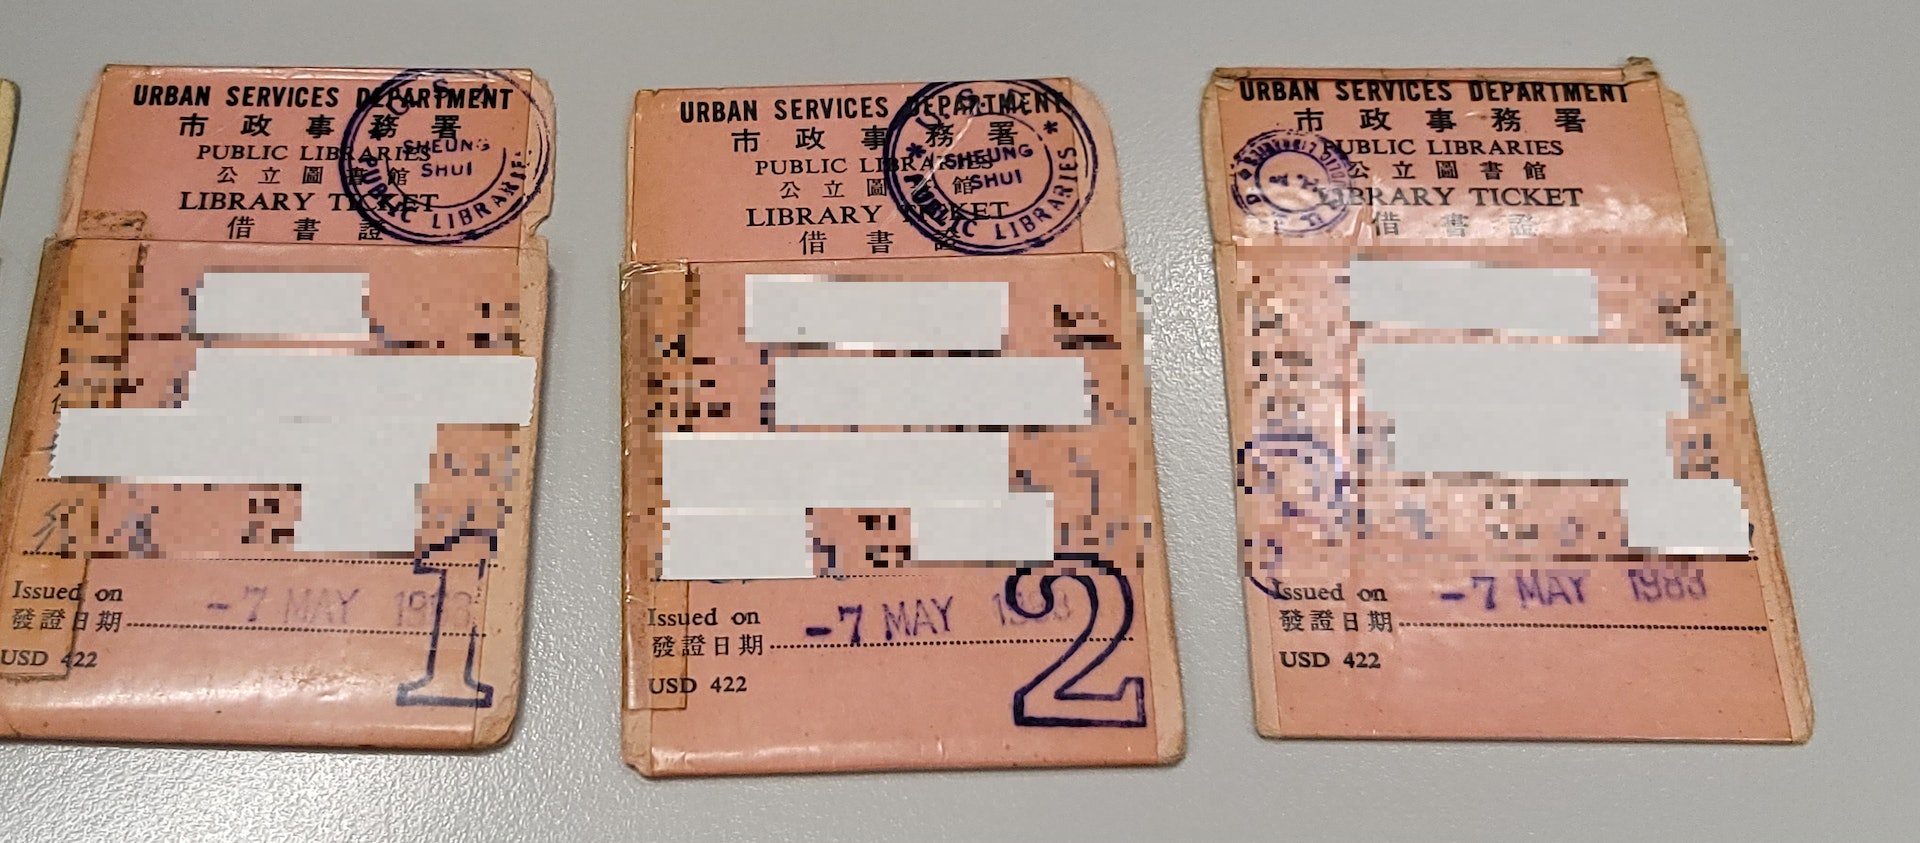 URBAN SERVICES DEPARTMENT
市政事務署
PUBLIC LIBRARIES
公立圖書館
LIBRARY TICKET
借書證
SHEUNG
SHUI
PUBLIC LIBRARIES
Issued on
發證日期 -7 MAY
USD 422
1
URBAN SERVICES DEPARTMENT
市政事務署
PUBLIC LIBRARIES
公立圖書館
LIBRARY TICKET
借書證
SHEUNG
SHUI
PUBLIC LIBRARIES
Issued on
發證日期 -7 MAY 1983
USD 422
2
URBAN SERVICES DEPARTMENT
市政事務署
PUBLIC LIBRARIES
公立圖書館
LIBRARY TICKET
借書證
Issued on
發證日期 -7 MAY 1983
USD 422